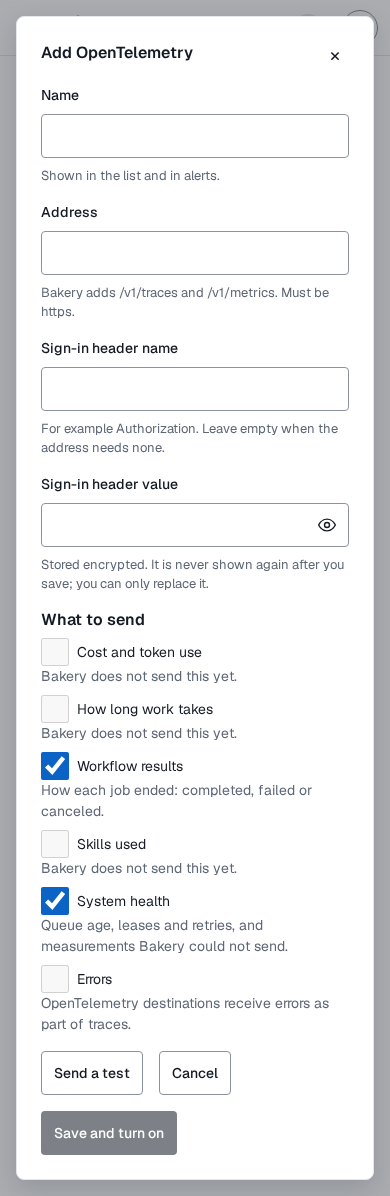 Add OpenTelemetry
Name
Shown in the list and in alerts.
Address
Bakery adds /v1/traces and /v1/metrics. Must be
https.
Sign-in header name
For example Authorization. Leave empty when the
address needs none.
Sign-in header value
Stored encrypted. It is never shown again after you
save; you can only replace it.
What to send
Cost and token use
Bakery does not send this yet.
How long work takes
Bakery does not send this yet.
Workflow results
How each job ended: completed, failed or
canceled.
Skills used
Bakery does not send this yet.
System health
Queue age, leases and retries, and
measurements Bakery could not send.
Errors
OpenTelemetry destinations receive errors as
part of traces.
Send a test
Cancel
Save and turn on